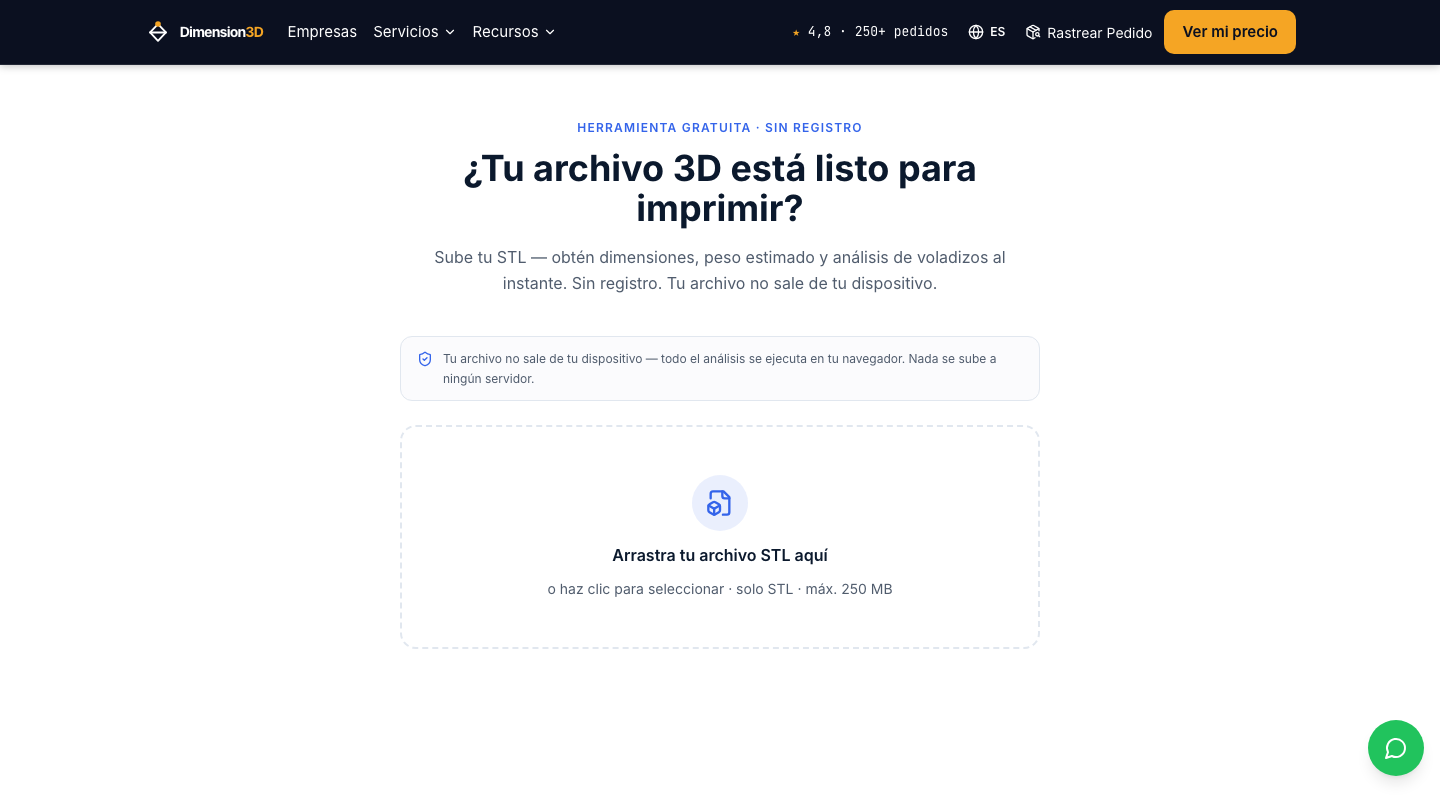 Dimension3D
Empresas
Servicios
Recursos
★ 4,8 · 250+ pedidos
ES
Rastrear Pedido
Ver mi precio
HERRAMIENTA GRATUITA · SIN REGISTRO
¿Tu archivo 3D está listo para
imprimir?
Sube tu STL — obtén dimensiones, peso estimado y análisis de voladizos al
instante. Sin registro. Tu archivo no sale de tu dispositivo.
Tu archivo no sale de tu dispositivo — todo el análisis se ejecuta en tu navegador. Nada se sube a
ningún servidor.
Arrastra tu archivo STL aquí
o haz clic para seleccionar · solo STL · máx. 250 MB